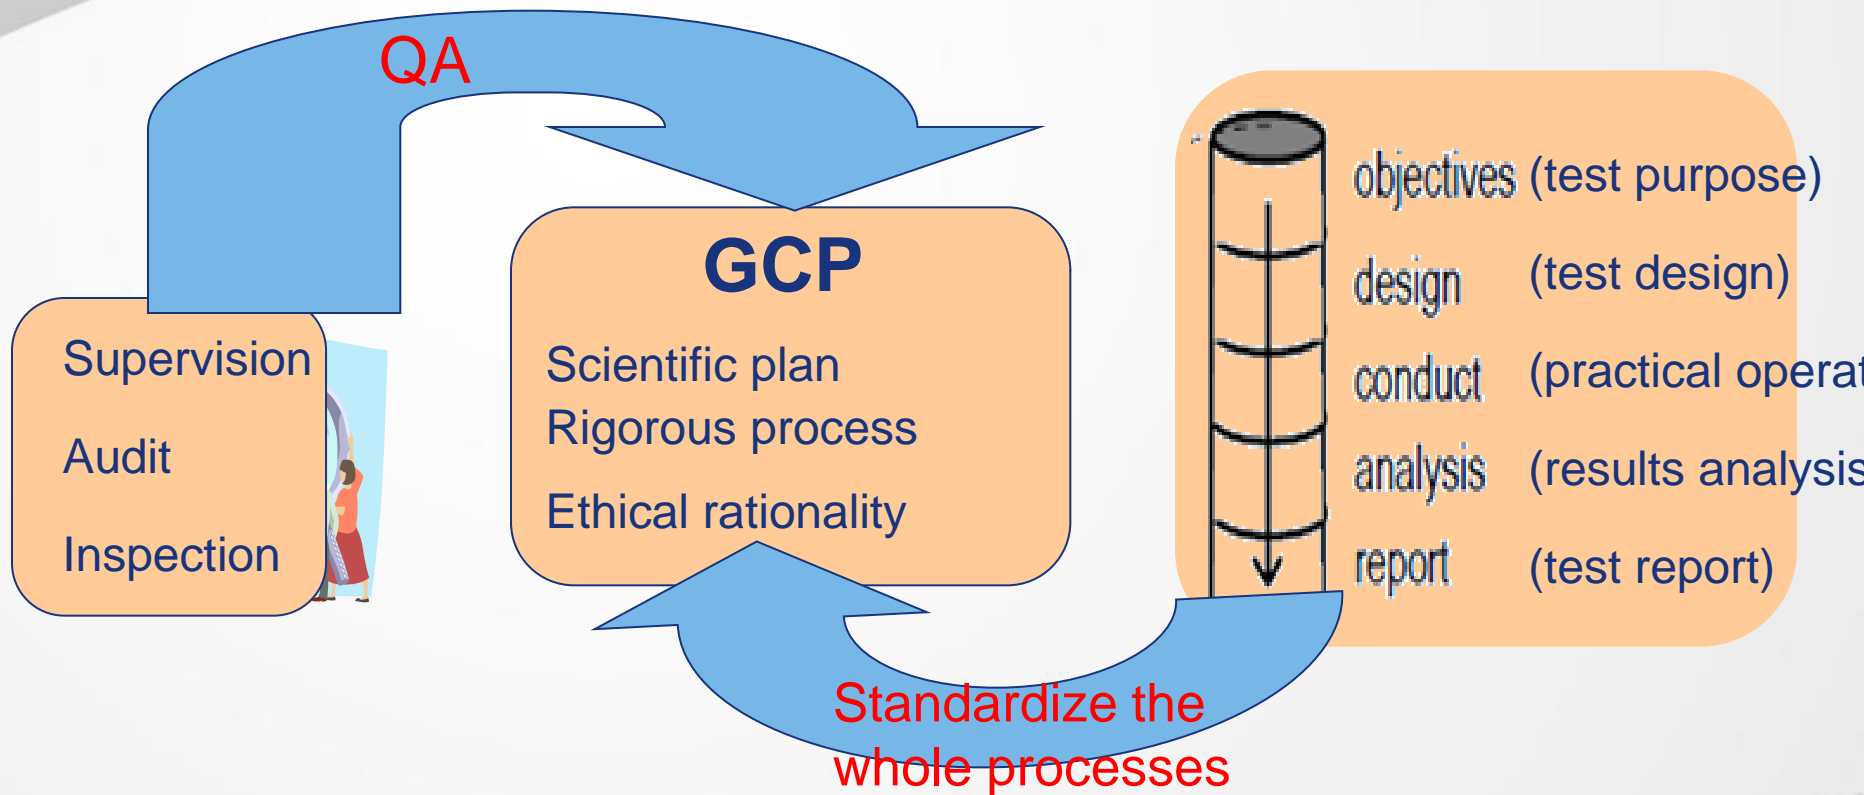 QA
Supervision
Audit
Inspection
GCP
Scientific plan
Rigorous process
Ethical rationality
objectives (test purpose)
design (test design)
conduct (practical operat
analysis (results analysis
report (test report)
Standardize the
whole processes